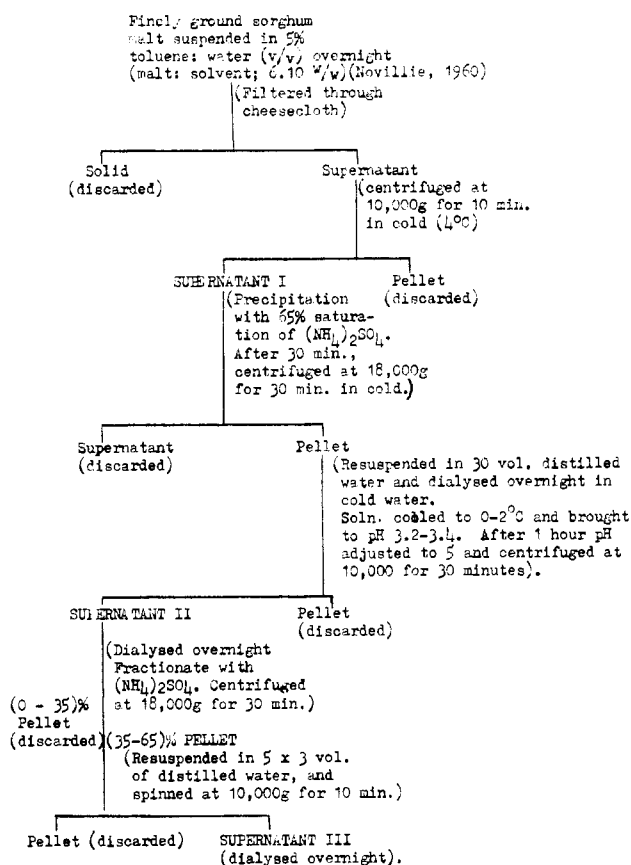 Finely ground sorghum
malt suspended in 5%
toluene: water (v/v) overnight
(malt: solvent; 6.10 W/w)(Novillie, 1960)
(Filtered through
cheesecloth)
Solid
(discarded)
Supernatant
(centrifuged at
10,000g for 10 min.
in cold (4°C)
SUPERNATANT I
(Precipitation
with 65% satura-
tion of (NH4)2SO4.
After 30 min.,
centrifuged at 18,000g
for 30 min. in cold.)
Pellet
(discarded)
Supernatant
(discarded)
Pellet
(Resuspended in 30 vol. distilled
water and dialysed overnight in
cold water.
Soln. cooled to 0-2°C and brought
to pH 3.2-3.4. After 1 hour pH
adjusted to 5 and centrifuged at
10,000 for 30 minutes).
SUPERNATANT II
(Dialysed overnight
Fractionate with
(NH4)2SO4. Centrifuged
at 18,000g for 30 min.)
Pellet
(discarded)
(0 - 35)%
Pellet
(discarded)
(35-65)% PELLET
(Resuspended in 5 x 3 vol.
of distilled water, and
spinned at 10,000g for 10 min.)
Pellet (discarded)
SUPERNATANT III
(dialysed overnight).